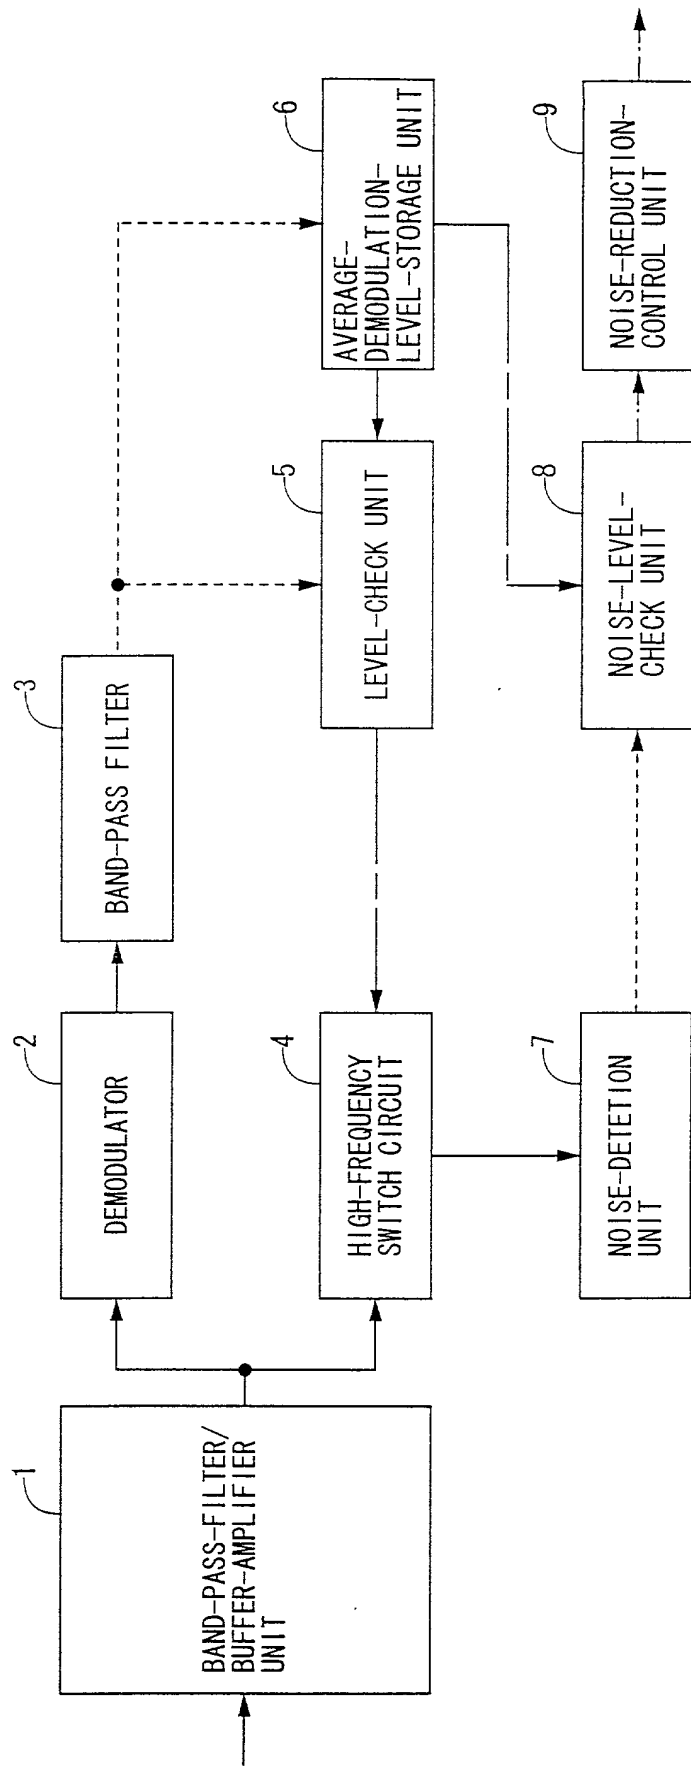 1
BAND-PASS-FILTER/
BUFFER-AMPLIFIER
UNIT
2
DEMODULATOR
3
BAND-PASS FILTER
4
HIGH-FREQUENCY
SWITCH CIRCUIT
5
LEVEL-CHECK UNIT
6
AVERAGE-
DEMODULATION-
LEVEL-STORAGE UNIT
7
NOISE-DETETION
UNIT
8
NOISE-LEVEL-
CHECK UNIT
9
NOISE-REDUCTION-
CONTROL UNIT